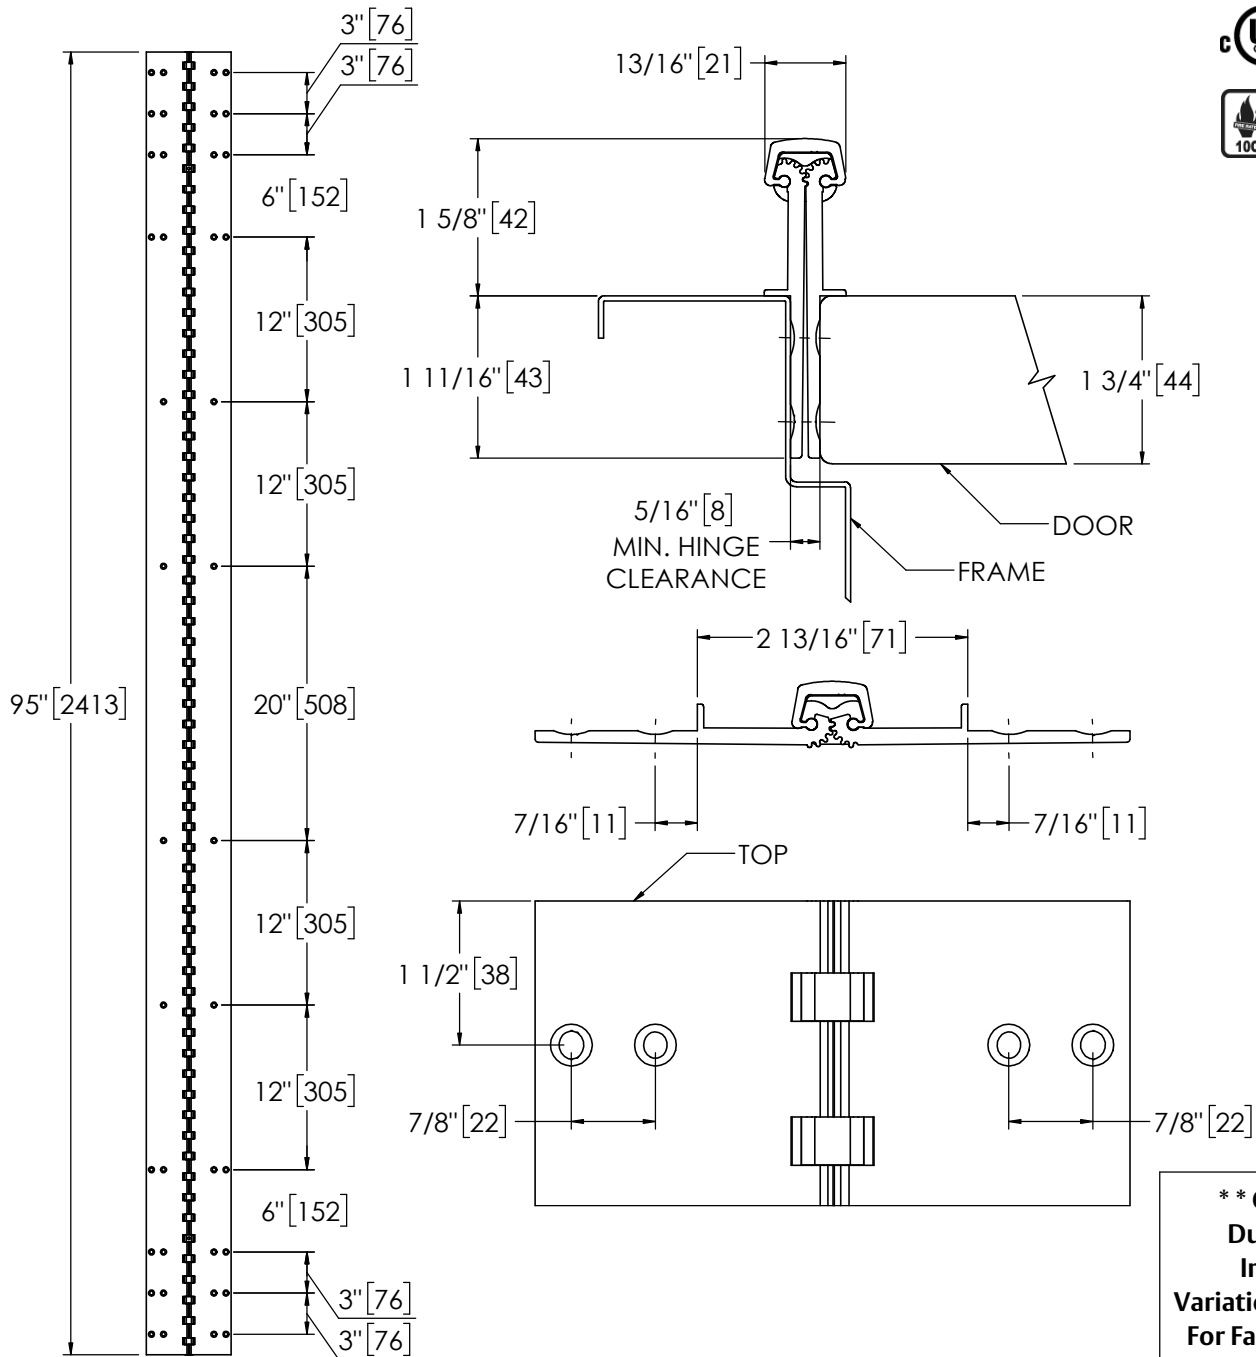 3" [76]
3" [76]
6" [152]
12" [305]
12" [305]
95" [2413]
20" [508]
12" [305]
12" [305]
6" [152]
3" [76]
3" [76]
13/16" [21]
1 5/8" [42]
1 11/16" [43]
1 3/4" [44]
5/16" [8]
MIN. HINGE
CLEARANCE
DOOR
FRAME
2 13/16" [71]
7/16" [11]
7/16" [11]
TOP
1 1/2" [38]
7/8" [22]
7/8" [22]
C
100
**
Du
In
Variatio
For Fa